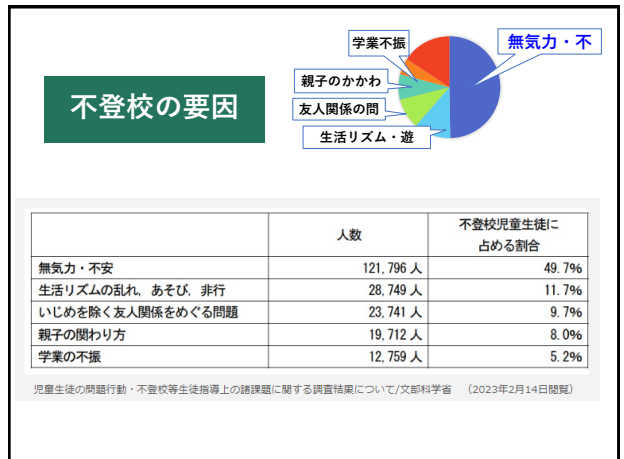 不登校の要因
無気力・不
学業不振
親子のかかわ
友人関係の問
生活リズム・遊
人数
不登校児童生徒に
占める割合
無気力・不安 121,796 人 49.7%
生活リズムの乱れ，あそび，非行 28,749 人 11.7%
いじめを除く友人関係をめぐる問題 23,741 人 9.7%
親子の関わり方 19,712 人 8.0%
学業の不振 12,759 人 5.2%
児童生徒の問題行動・不登校等生徒指導上の諸課題に関する調査結果について/文部科学省　（2023年2月14日閲覧）